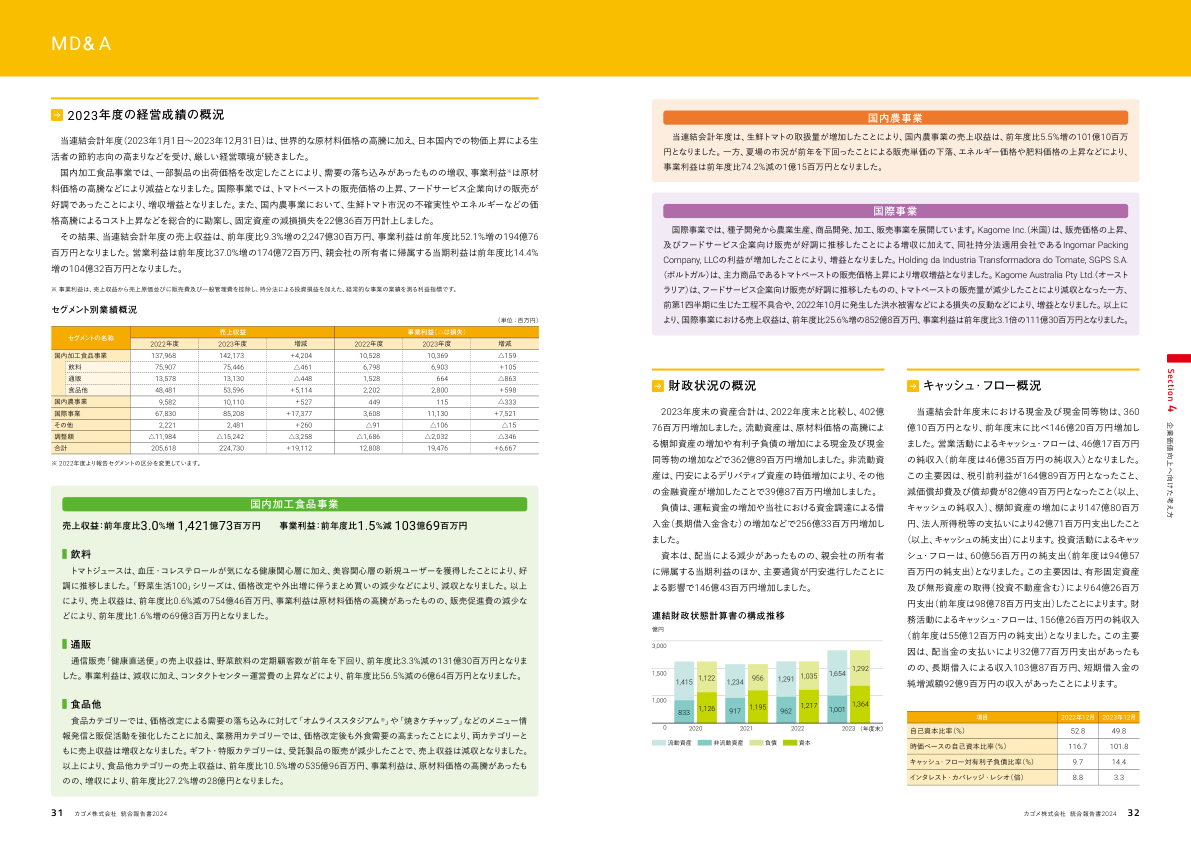 MD&A
2023年度の経営成績の概況
当連結会計年度(2023年1月1日～2023年12月31日)は、世界的な原材料価格の高騰に加え、日本国内での物価上昇による生
活者の節約志向の高まりなどを受け、厳しい経営環境が続きました。
国内加工食品事業では、一部製品の出荷価格を改定したことにより、需要の落ち込みがあったものの増収、事業利益※は原材
料価格の高騰などにより減益となりました。国際事業では、トマトペーストの販売価格の上昇、フードサービス企業向けの販売が
好調であったことにより、増収増益となりました。また、国内農事業において、生鮮トマト市況の不確実性やエネルギーなどの価
格高騰によるコスト上昇などを総合的に勘案し、固定資産の減損損失を22億36百万円計上しました。
その結果、当連結会計年度の売上収益は、前年度比9.3%増の2,247億30百万円、事業利益は前年度比52.1%増の194億76
百万円となりました。営業利益は前年度比37.0%増の174億72百万円、親会社の所有者に帰属する当期利益は前年度比14.4%
増の104億32百万円となりました。
※ 事業利益は、売上収益から売上原価並びに販売費及び一般管理費を控除し、持分法による投資損益を加えた、経常的な事業の業績を測る利益指標です。
セグメント別業績概況
(単位:百万円)
セグメントの名称 売上収益 事業利益(△は損失)
2022年度 2023年度 増減 2022年度 2023年度 増減
国内加工食品事業 137,968 142,173 +4,204 10,528 10,369 △159
飲料 75,907 75,446 △461 6,798 6,903 +105
通販 13,578 13,130 △448 1,528 664 △863
食品他 48,481 53,596 +5,114 2,202 2,800 +598
国内農事業 9,582 10,110 +527 449 115 △333
国際事業 67,830 85,208 +17,377 3,608 11,130 +7,521
その他 2,221 2,481 +260 △91 △106 △15
調整額 △11,984 △15,242 △3,258 △1,686 △2,032 △346
合計 205,618 224,730 +19,112 12,808 19,476 +6,667
※ 2022年度より報告セグメントの区分を変更しています。
国内加工食品事業
売上収益:前年度比3.0%増 1,421億73百万円 事業利益:前年度比1.5%減 103億69百万円
飲料
トマトジュースは、血圧・コレステロールが気になる健康関心層に加え、美容関心層の新規ユーザーを獲得したことにより、好
調に推移しました。「野菜生活100」シリーズは、価格改定や外出増に伴うまとめ買いの減少などにより、減収となりました。以上
により、売上収益は、前年度比0.6%減の754億46百万円、事業利益は原材料価格の高騰があったものの、販売促進費の減少な
どにより、前年度比1.6%増の69億3百万円となりました。
通販
通信販売「健康直送便」の売上収益は、野菜飲料の定期顧客数が前年を下回り、前年度比3.3%減の131億30百万円となりま
した。事業利益は、減収に加え、コンタクトセンター運営費の上昇などにより、前年度比56.5%減の6億64百万円となりました。
食品他
食品カテゴリーでは、価格改定による需要の落ち込みに対して「オムライススタジアム®」や「焼きケチャップ」などのメニュー情
報発信と販促活動を強化したことに加え、業務用カテゴリーでは、価格改定後も外食需要の高まったことにより、両カテゴリーと
もに売上収益は増収となりました。ギフト・特販カテゴリーは、受託製品の販売が減少したことで、売上収益は減収となりました。
以上により、食品他カテゴリーの売上収益は、前年度比10.5%増の535億96百万円、事業利益は、原材料価格の高騰があったも
のの、増収により、前年度比27.2%増の28億円となりました。
31 カゴメ株式会社 統合報告書2024
国内農事業
当連結会計年度は、生鮮トマトの取扱量が増加したことにより、国内農事業の売上収益は、前年度比5.5%増の101億10百万
円となりました。一方、夏場の市況が前年を下回ったことによる販売単価の下落、エネルギー価格や肥料価格の上昇などにより、
事業利益は前年度比74.2%減の1億15百万円となりました。
国際事業
国際事業では、種子開発から農業生産、商品開発、加工、販売事業を展開しています。Kagome Inc.(米国)は、販売価格の上昇、
及びフードサービス企業向け販売が好調に推移したことによる増収に加えて、同社持分法適用会社であるIngomar Packing
Company, LLCの利益が増加したことにより、増益となりました。Holding da Industria Transformadora do Tomate, SGPS S.A.
(ポルトガル)は、主力商品であるトマトペーストの販売価格上昇により増収増益となりました。Kagome Australia Pty Ltd.(オースト
ラリア)は、フードサービス企業向け販売が好調に推移したものの、トマトペーストの販売量が減少したことにより減収となった一方、
前第1四半期に生じた工程不具合や、2022年10月に発生した洪水被害などによる損失の反動などにより、増益となりました。以上に
より、国際事業における売上収益は、前年度比25.6%増の852億8百万円、事業利益は前年度比3.1倍の111億30百万円となりました。
財政状況の概況
2023年度末の資産合計は、2022年度末と比較し、402億
76百万円増加しました。流動資産は、原材料価格の高騰によ
る棚卸資産の増加や有利子負債の増加による現金及び現金
同等物の増加などで362億89百万円増加しました。非流動資
産は、円安によるデリバティブ資産の時価増加により、その他
の金融資産が増加したことで39億87百万円増加しました。
負債は、運転資金の増加や当社における資金調達による借
入金(長期借入金含む)の増加などで256億33百万円増加し
ました。
資本は、配当による減少があったものの、親会社の所有者
に帰属する当期利益のほか、主要通貨が円安進行したことに
よる影響で146億43百万円増加しました。
連結財政状態計算書の構成推移
億円
3,000
1,500
1,000
0
1,415 1,122 1,234 956 1,291 1,035 1,654 1,292
833 1,126 917 1,195 962 1,217 1,001 1,364
2020 2021 2022 2023 (年度末)
流動資産 非流動資産 負債 資本
キャッシュ・フロー概況
当連結会計年度末における現金及び現金同等物は、360
億10百万円となり、前年度末に比べ146億20百万円増加し
ました。営業活動によるキャッシュ・フローは、46億17百万円
の純収入(前年度は46億35百万円の純収入)となりました。
この主要因は、税引前利益が164億89百万円となったこと、
減価償却費及び償却費が82億49百万円となったこと(以上、
キャッシュの純収入)、棚卸資産の増加により147億80百万
円、法人所得税等の支払いにより42億71百万円支出したこと
(以上、キャッシュの純支出)によります。投資活動によるキャッ
シュ・フローは、60億56百万円の純支出(前年度は94億57
百万円の純支出)となりました。この主要因は、有形固定資産
及び無形資産の取得(投資不動産含む)により64億26百万
円支出(前年度は98億78百万円支出)したことによります。財
務活動によるキャッシュ・フローは、156億26百万円の純収入
(前年度は55億12百万円の純支出)となりました。この主要
因は、配当金の支払いにより32億77百万円支出があったも
のの、長期借入による収入103億87百万円、短期借入金の
純増減額92億9百万円の収入があったことによります。
項目 2022年12月 2023年12月
自己資本比率(%) 52.8 49.8
時価ベースの自己資本比率(%) 116.7 101.8
キャッシュ・フロー対有利子負債比率(%) 9.7 14.4
インタレスト・カバレッジ・レシオ(倍) 8.8 3.3
Section 4 企業価値向上へ向けた考え方
カゴメ株式会社 統合報告書2024 32